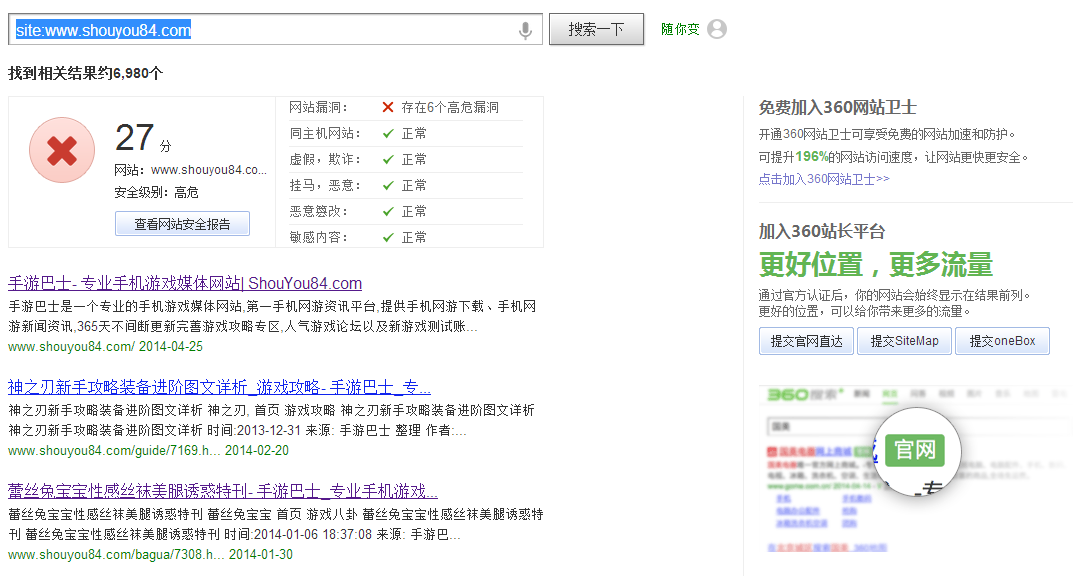 site:www.shouyou84.com
搜索一下
随你变
找到相关结果约6,980个
27 分
网站：www.shouyou84.co...
安全级别：高危
查看网站安全报告
网站漏洞： 存在6个高危漏洞
同主机网站： 正常
虚假，欺诈： 正常
挂马，恶意： 正常
恶意篡改： 正常
敏感内容： 正常
手游巴士- 专业手机游戏媒体网站| ShouYou84.com
手游巴士是一个专业的手机游戏媒体网站,第一手机网游资讯平台,提供手机网游下载、手机网
游新闻资讯,365天不间断更新完善游戏攻略专区,人气游戏论坛以及新游戏测试账...
www.shouyou84.com/ 2014-04-25
神之刃新手攻略装备进阶图文详析_游戏攻略- 手游巴士_专...
神之刃新手攻略装备进阶图文详析 神之刃, 首页 游戏攻略 神之刃新手攻略装备进阶图文详析
神之刃新手攻略装备进阶图文详析 时间:2013-12-31 来源: 手游巴士 整理 作者:...
www.shouyou84.com/guide/7169.h... 2014-02-20
蕾丝兔宝宝性感丝袜美腿诱惑特刊- 手游巴士_专业手机游戏...
蕾丝兔宝宝性感丝袜美腿诱惑特刊 蕾丝兔宝宝 首页 游戏八卦 蕾丝兔宝宝性感丝袜美腿诱惑特
刊 蕾丝兔宝宝性感丝袜美腿诱惑特刊 时间:2014-01-06 18:37:08 来源: 手游巴...
www.shouyou84.com/bagua/7308.h... 2014-01-30
免费加入360网站卫士
开通360网站卫士可享受免费的网站加速和防护。
可提升196%的网站访问速度，让网站更快更安全。
点击加入360网站卫士>>
加入360站长平台
更好位置，更多流量
通过官方认证后，你的网站会始终显示在结果前列。
更好的位置，可以给你带来更多的流量。
提交官网直达
提交SiteMap
提交oneBox
360搜索
国美
国美电器网上商城
官网